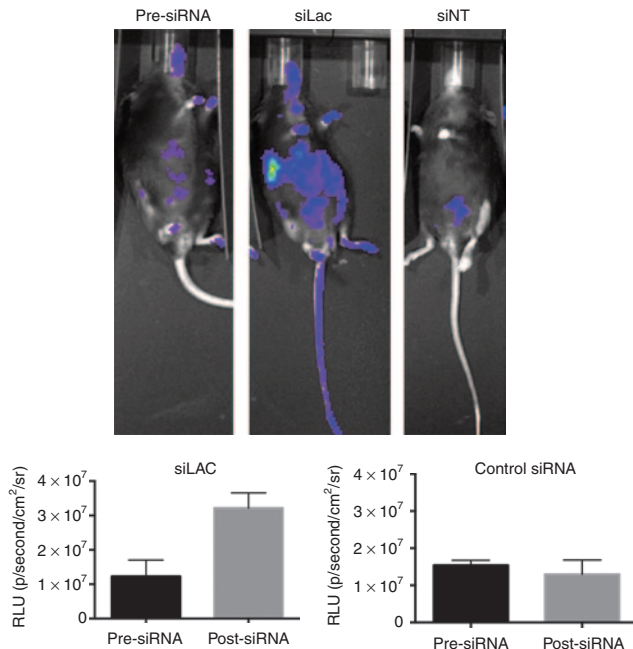 Pre-siRNA siLac siNT
siLAC
RLU (p/second/cm²/sr)
4 × 10⁷
3 × 10⁷
2 × 10⁷
1 × 10⁷
0
Pre-siRNA Post-siRNA
Control siRNA
RLU (p/second/cm²/sr)
4 × 10⁷
3 × 10⁷
2 × 10⁷
1 × 10⁷
0
Pre-siRNA Post-siRNA